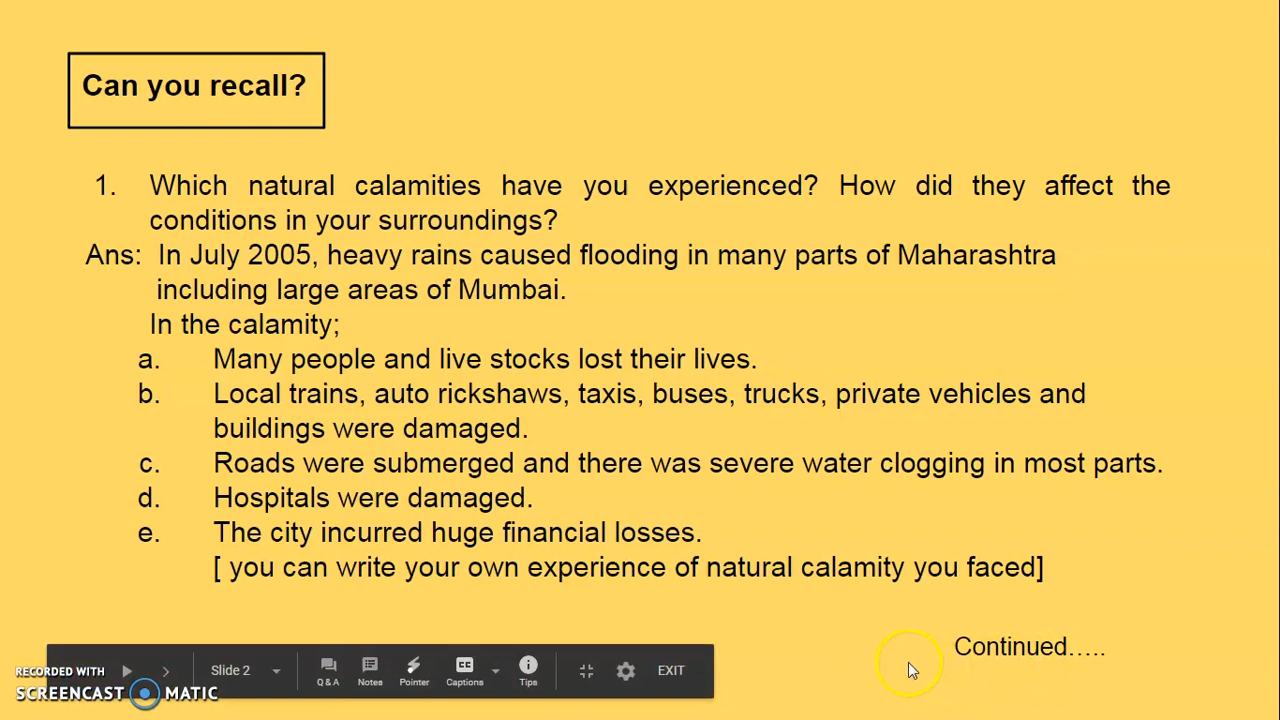 Can you recall?
1. Which natural calamities have you experienced? How did they affect the
conditions in your surroundings?
Ans: In July 2005, heavy rains caused flooding in many parts of Maharashtra
including large areas of Mumbai.
In the calamity;
a. Many people and live stocks lost their lives.
b. Local trains, auto rickshaws, taxis, buses, trucks, private vehicles and
buildings were damaged.
c. Roads were submerged and there was severe water clogging in most parts.
d. Hospitals were damaged.
e. The city incurred huge financial losses.
[ you can write your own experience of natural calamity you faced]
Continued.....
Slide 2 Q & A Notes Pointer CC Captions Tips EXIT
RECORDED WITH
SCREENCAST MATIC